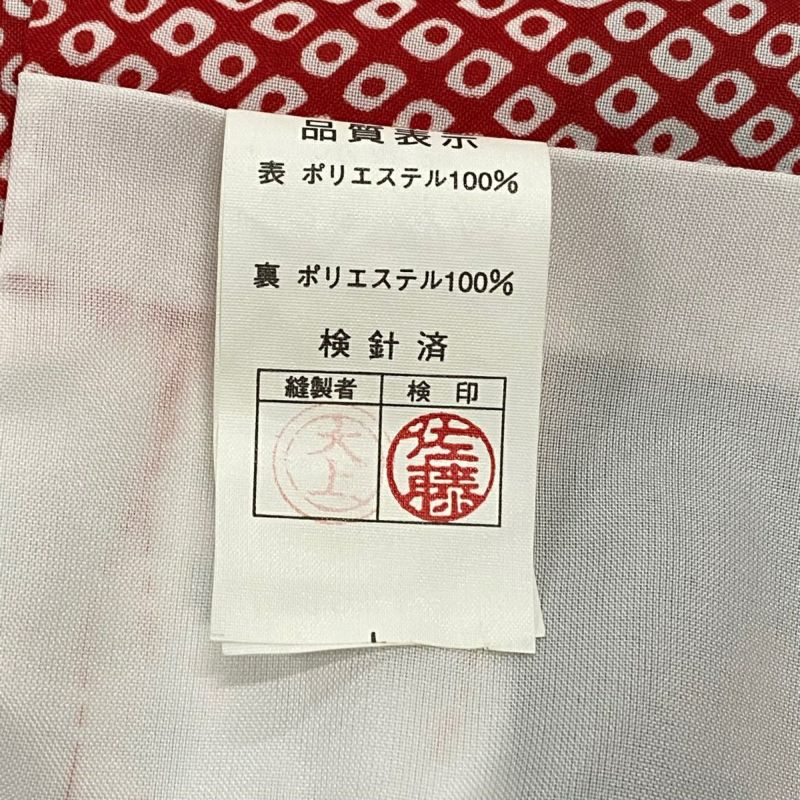 品質表示
表 ポリエステル100%
裏 ポリエステル100%
検針済
縫製者 検印
天上 佐藤